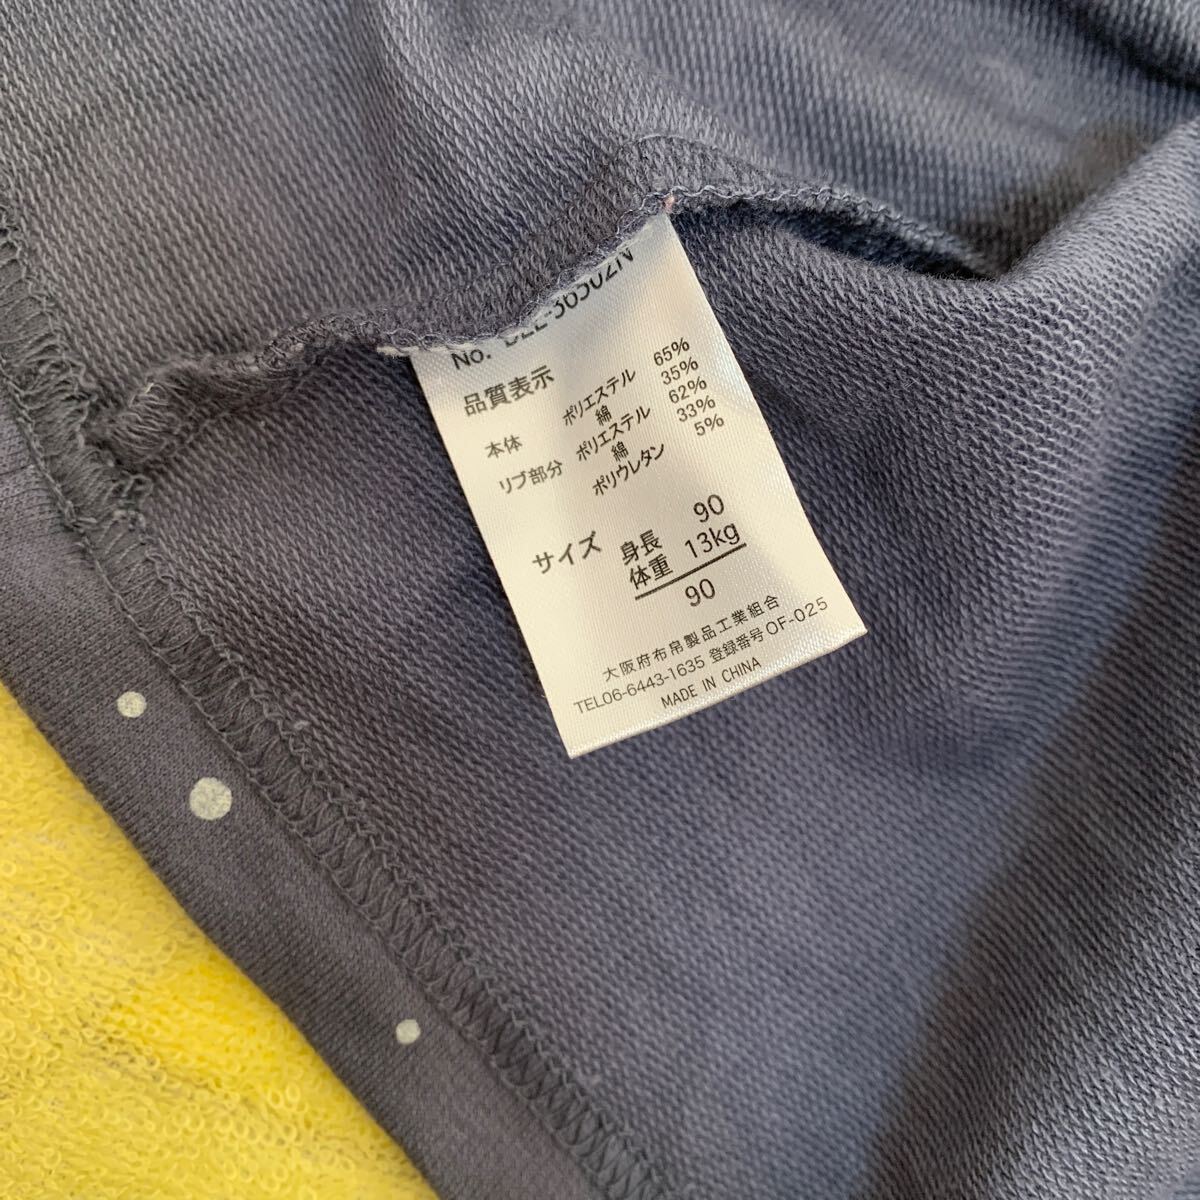 No.
品質表示
本体 ポリエステル 65%
綿 35%
リブ部分 ポリエステル 62%
綿 33%
ポリウレタン 5%
サイズ 身長 90
体重 13kg
90
大阪府布帛製品工業組合
TEL06-6443-1635 登録番号OF-025
MADE IN CHINA